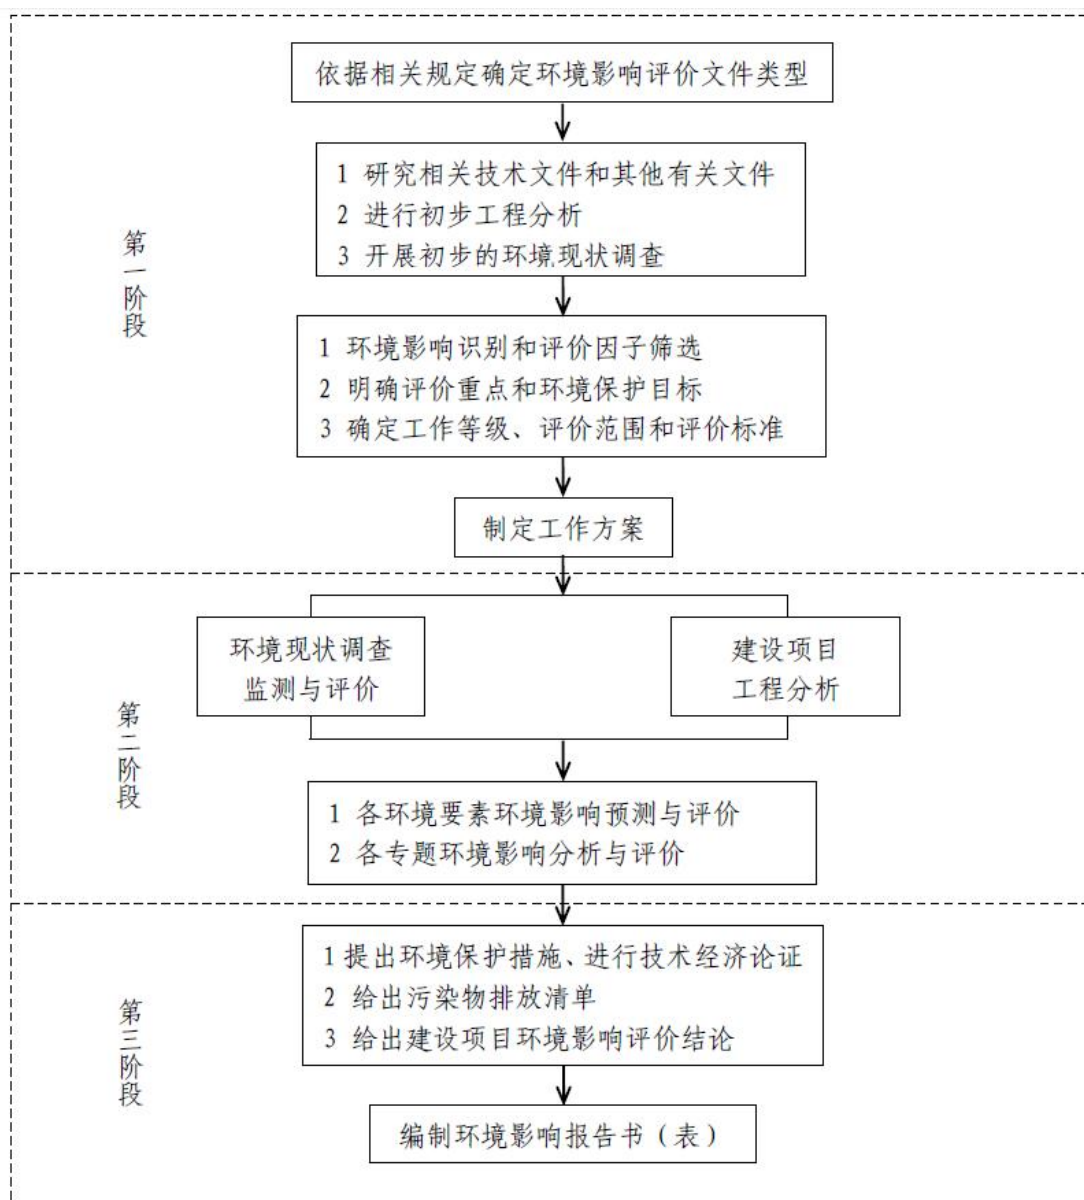 依据相关规定确定环境影响评价文件类型
第一阶段
1 研究相关技术文件和其他有关文件
2 进行初步工程分析
3 开展初步的环境现状调查
1 环境影响识别和评价因子筛选
2 明确评价重点和环境保护目标
3 确定工作等级、评价范围和评价标准
制定工作方案
第二阶段
环境现状调查
监测与评价
建设项目
工程分析
1 各环境要素环境影响预测与评价
2 各专题环境影响分析与评价
第三阶段
1 提出环境保护措施、进行技术经济论证
2 给出污染物排放清单
3 给出建设项目环境影响评价结论
编制环境影响报告书（表）